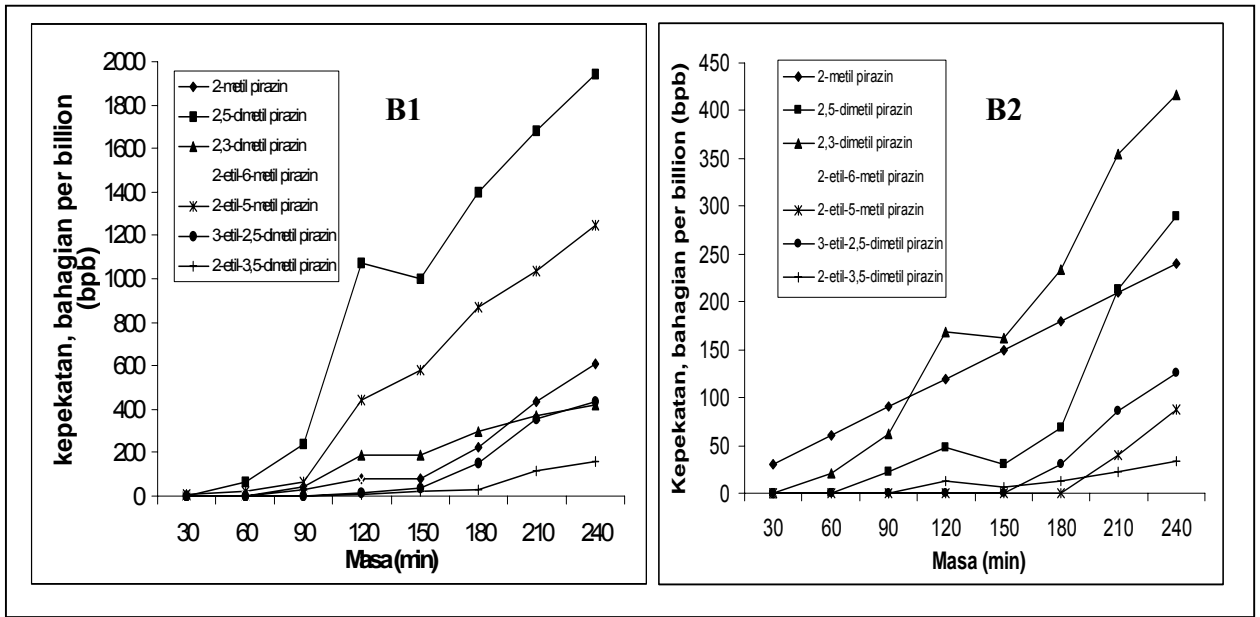 B1
kepekatan, bahagian per billion
(bpb)
2000
1800
1600
1400
1200
1000
800
600
400
200
0
2-metil pirazin
2,5-dimetil pirazin
2,3-dimetil pirazin
2-etil-6-metil pirazin
2-etil-5-metil pirazin
3-etil-2,5-dimetil pirazin
2-etil-3,5-dimetil pirazin
30 60 90 120 150 180 210 240
Masa (min)
B2
Kepekatan, bahagian per billion (bpb)
450
400
350
300
250
200
150
100
50
0
2-metil pirazin
2,5-dimetil pirazin
2,3-dimetil pirazin
2-etil-6-metil pirazin
2-etil-5-metil pirazin
3-etil-2,5-dimetil pirazin
2-etil-3,5-dimetil pirazin
30 60 90 120 150 180 210 240
Masa (min)